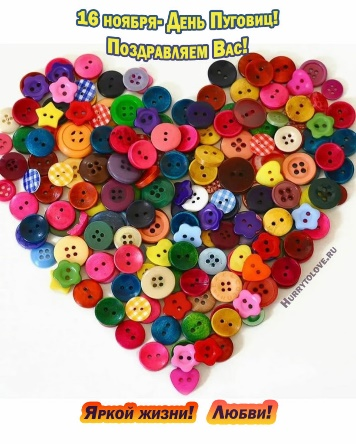 16 ноября- День Пуговиц!
Поздравляем Вас!
Hurrytolove.ru
Яркой жизни! Любви!